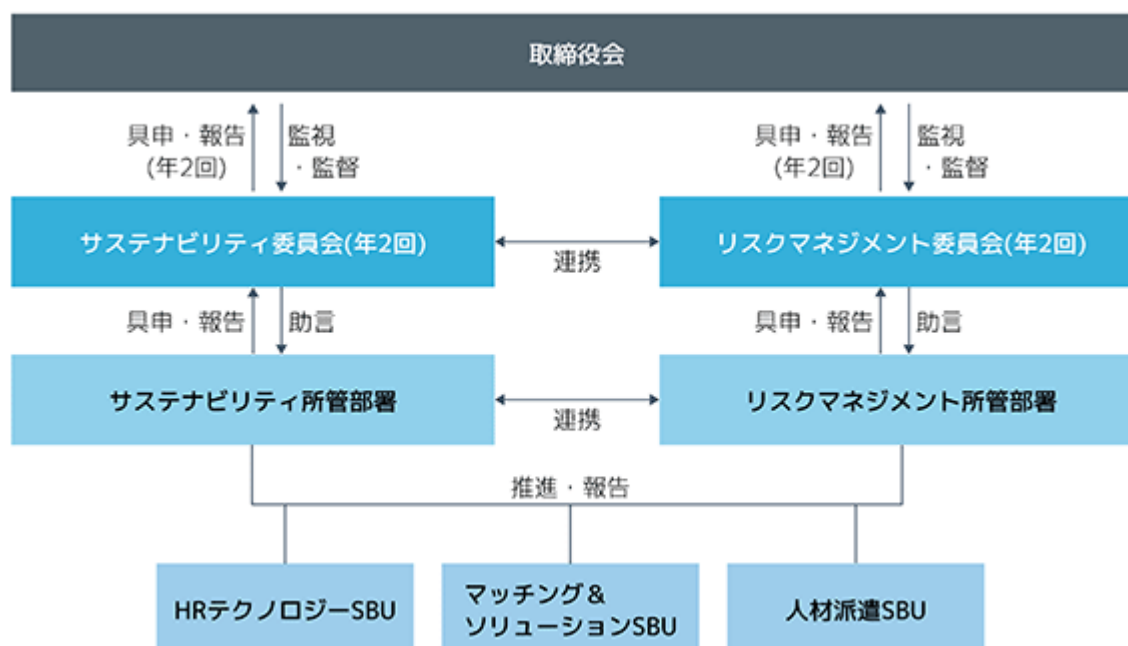 取締役会
具申・報告
(年2回)
監視
・監督
具申・報告
(年2回)
監視
・監督
サステナビリティ委員会(年2回)
連携
リスクマネジメント委員会(年2回)
具申・報告
助言
具申・報告
助言
サステナビリティ所管部署
連携
リスクマネジメント所管部署
推進・報告
HRテクノロジーSBU
マッチング＆
ソリューションSBU
人材派遣SBU